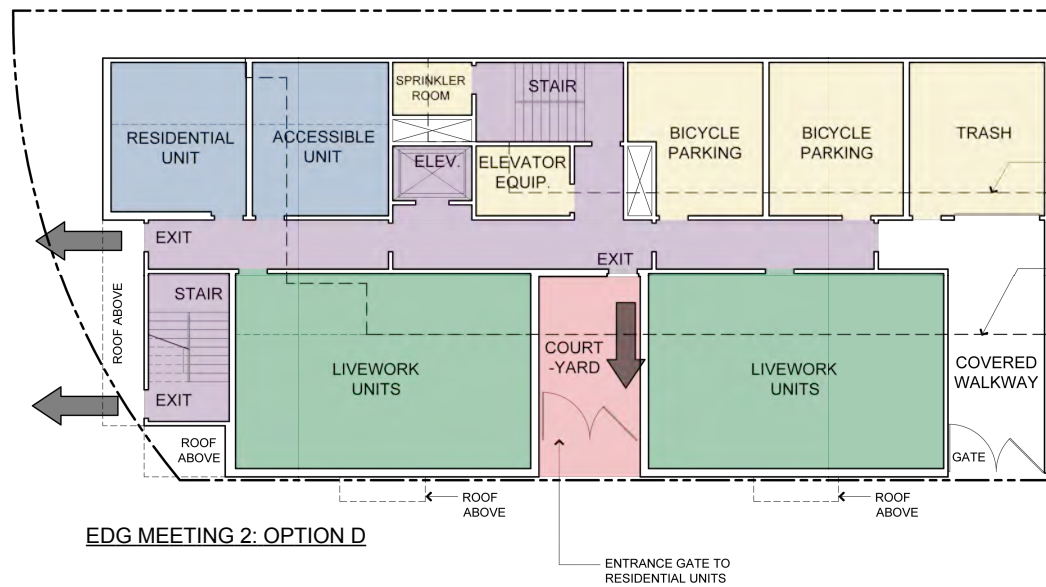 SPRINKLER
ROOM
STAIR
RESIDENTIAL
UNIT
ACCESSIBLE
UNIT
ELEV.
ELEVATOR
EQUIP.
BICYCLE
PARKING
BICYCLE
PARKING
TRASH
EXIT
EXIT
STAIR
ROOF ABOVE
EXIT
ROOF
ABOVE
LIVEWORK
UNITS
COURT
-YARD
LIVEWORK
UNITS
COVERED
WALKWAY
GATE
ROOF
ABOVE
ROOF
ABOVE
EDG MEETING 2: OPTION D
ENTRANCE GATE TO
RESIDENTIAL UNITS